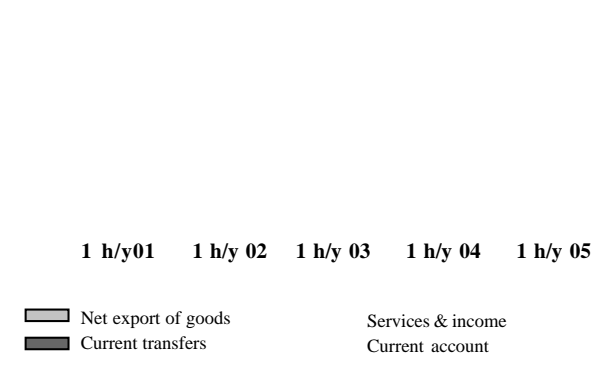 1 h/y01 1 h/y 02 1 h/y 03 1 h/y 04 1 h/y 05
Net export of goods Services & income
Current transfers Current account